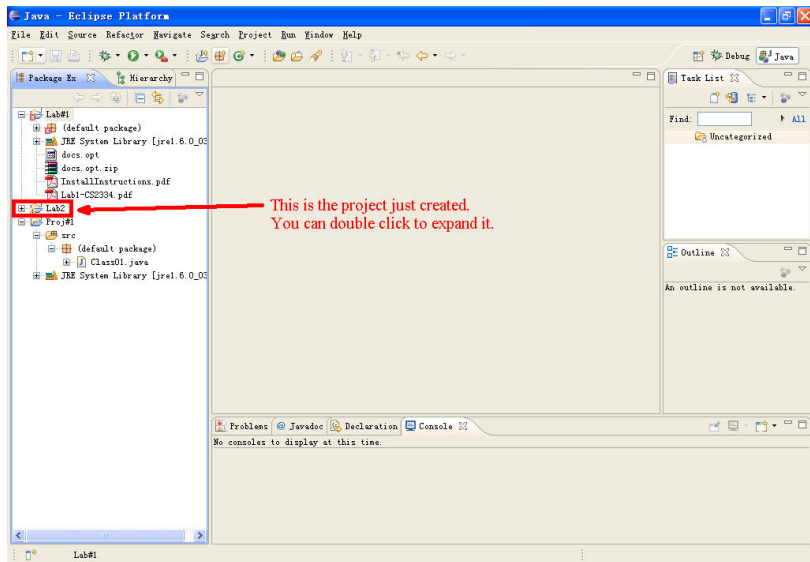 Java - Eclipse Platform
File Edit Source Refactor Navigate Search Project Run Window Help
Debug Java
Package Ex Hierarchy
Task List
Lab#1
(default package)
JRE System Library [jre1.6.0_03
docs.opt
docs.opt.zip
InstallInstructions.pdf
Lab1-CS2334.pdf
Lab2
Proj#1
src
(default package)
Class01.java
JRE System Library [jre1.6.0_03
This is the project just created.
You can double click to expand it.
Find: All
Uncategorized
Outline
An outline is not available.
Problems @ Javadoc Declaration Console
No consoles to display at this time.
Lab#1